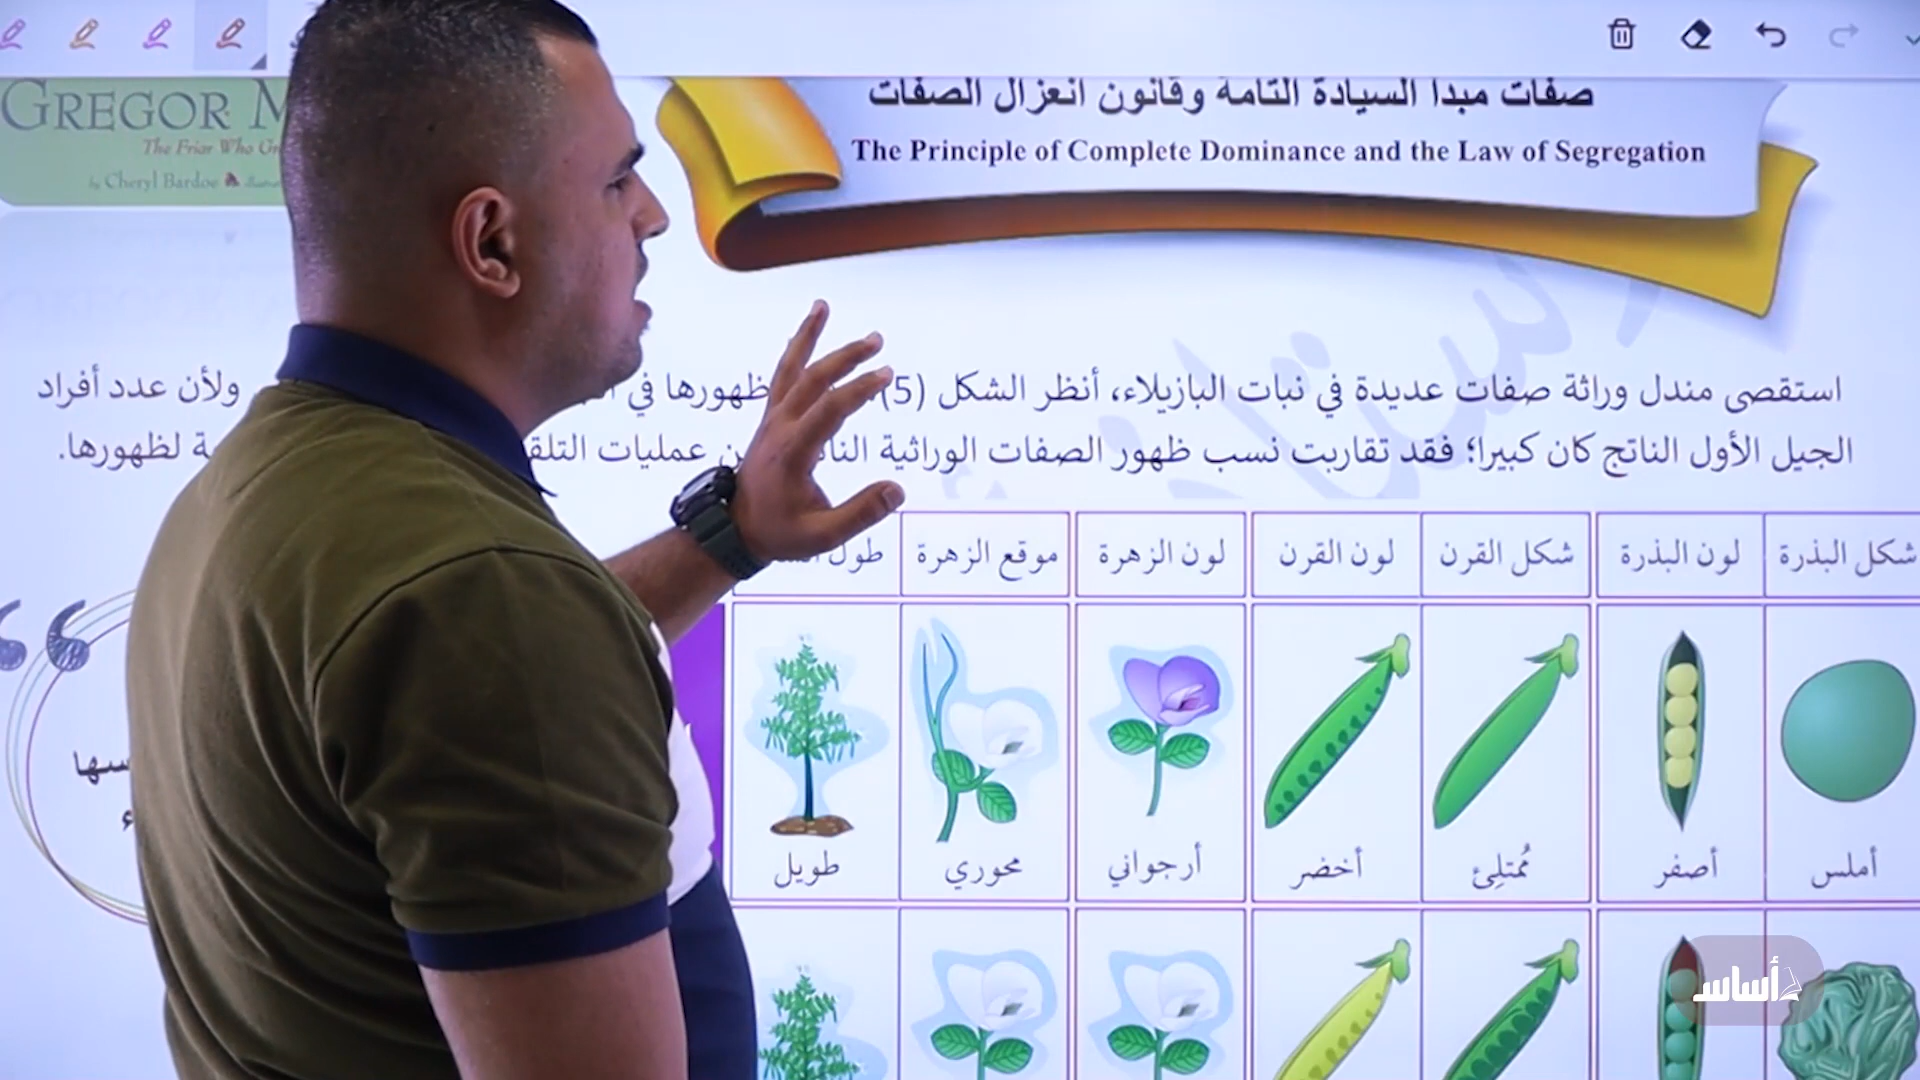 GREGOR M
The Friar Who
by Cheryl Bardoe
صفات مبدأ السيادة التامة وقانون انعزال الصفات
The Principle of Complete Dominance and the Law of Segregation
استقصى مندل وراثة صفات عديدة في نبات البازيلاء، أنظر الشكل (5) ظهورها في ولأن عدد أفراد
الجيل الأول الناتج كان كبيرا؛ فقد تقاربت نسب ظهور الصفات الوراثية عمليات لظهورها.
شكل البذرة لون البذرة شكل القرن لون القرن لون الزهرة موقع الزهرة طول
أملس أصفر مُمتلِئ أخضر أرجواني محوري طويل
أساس